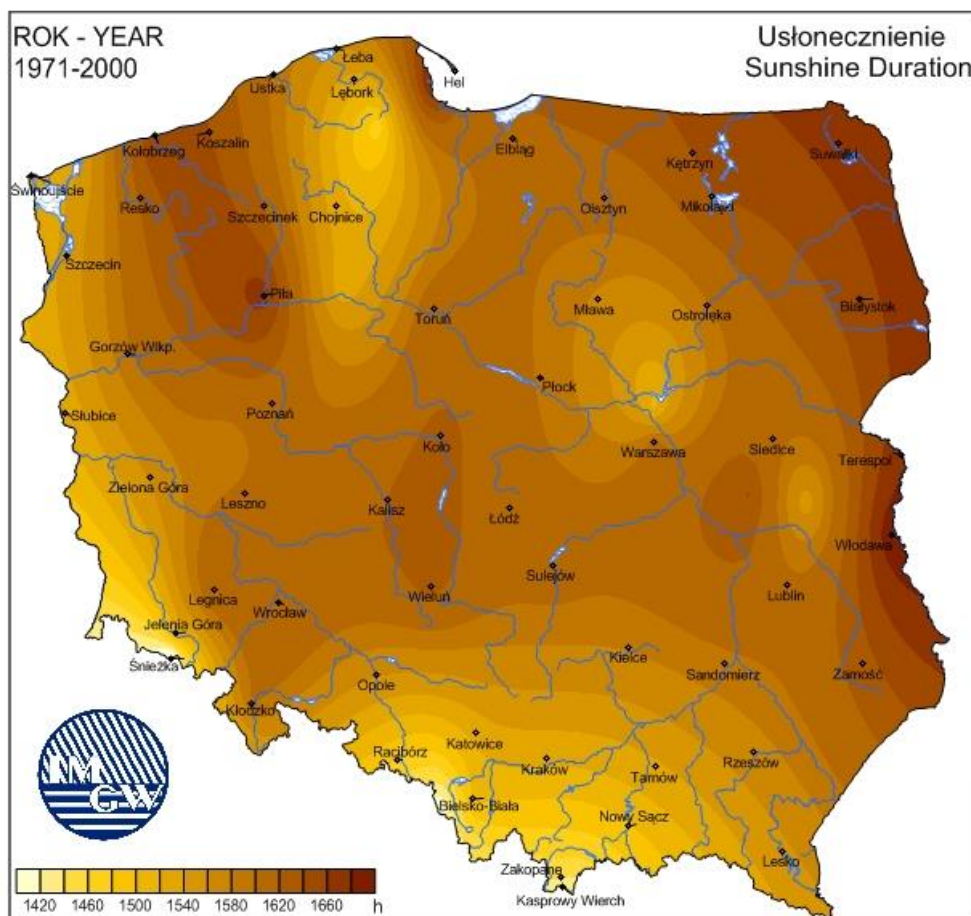 ROK - YEAR
1971-2000
Usłonecznienie
Sunshine Duration
Łeba
Ustka
Lębork
Hel
Kołobrzeg
Koszalin
Elbląg
Kętrzyn
Suwałki
Świnoujście
Resko
Szczecinek
Chojnice
Olsztyn
Mikołajki
Szczecin
Piła
Toruń
Mława
Ostrołęka
Białystok
Gorzów Wlkp.
Płock
Słubice
Poznań
Koło
Warszawa
Siedlce
Terespol
Zielona Góra
Leszno
Kalisz
Łódź
Włodawa
Sulejów
Legnica
Wrocław
Wieluń
Lublin
Jelenia Góra
Śnieżka
Kielce
Sandomierz
Zamość
Opole
Kłodzko
Katowice
Racibórz
Kraków
Tarnów
Rzeszów
Bielsko-Biała
Nowy Sącz
Lesko
Zakopane
Kasprowy Wierch
IM
GW
1420 1460 1500 1540 1580 1620 1660 h